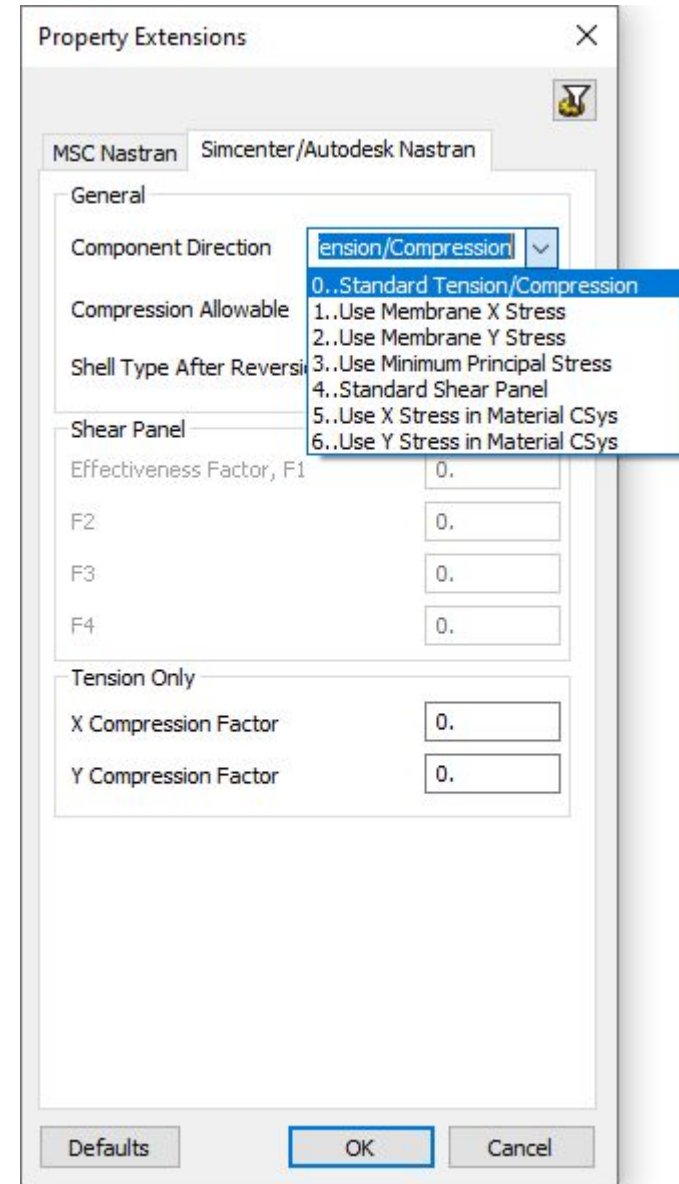 Property Extensions
MSC Nastran
Simcenter/Autodesk Nastran
General
Component Direction
ension/Compression
0..Standard Tension/Compression
Compression Allowable
1..Use Membrane X Stress
2..Use Membrane Y Stress
Shell Type After Reversi
3..Use Minimum Principal Stress
4..Standard Shear Panel
5..Use X Stress in Material CSys
6..Use Y Stress in Material CSys
Shear Panel
Effectiveness Factor, F1
0.
F2
0.
F3
0.
F4
0.
Tension Only
X Compression Factor
0.
Y Compression Factor
0.
Defaults
OK
Cancel